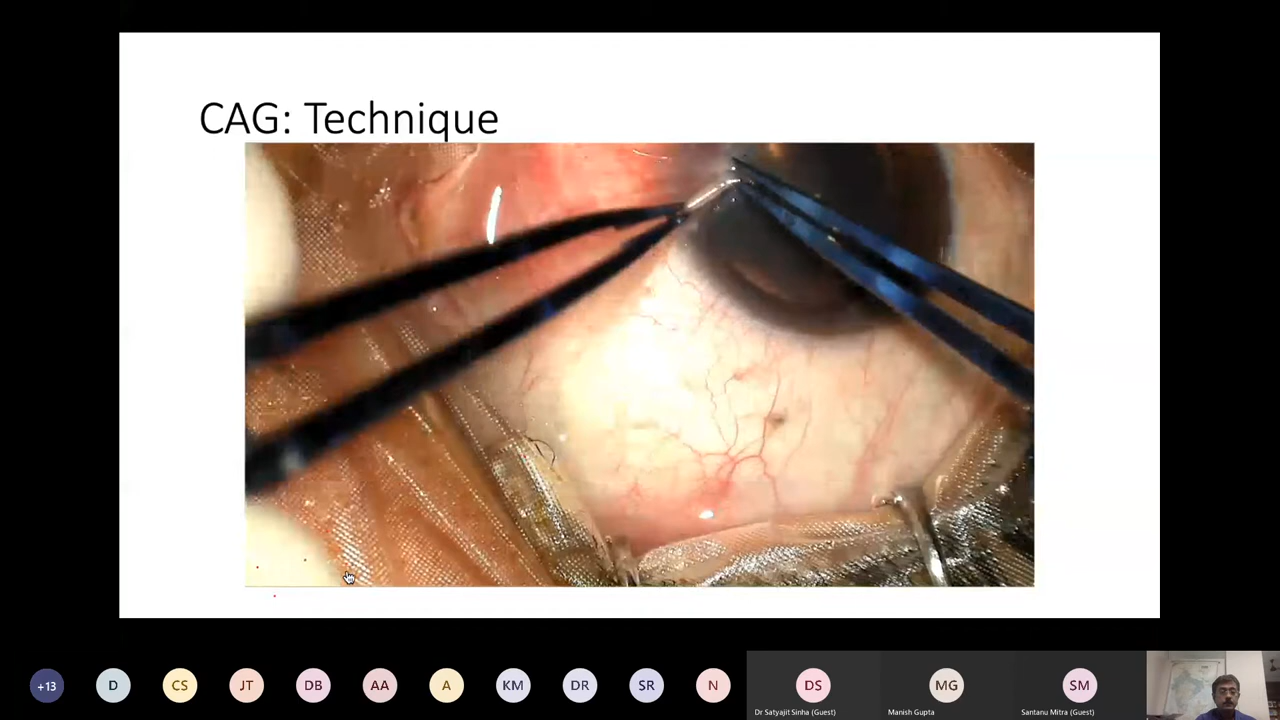 CAG: Technique
+13
D
CS
JT
DB
AA
A
KM
DR
SR
N
DS
MG
SM
Dr Satyajit Sinha (Guest)
Manish Gupta
Santanu Mitra (Guest)